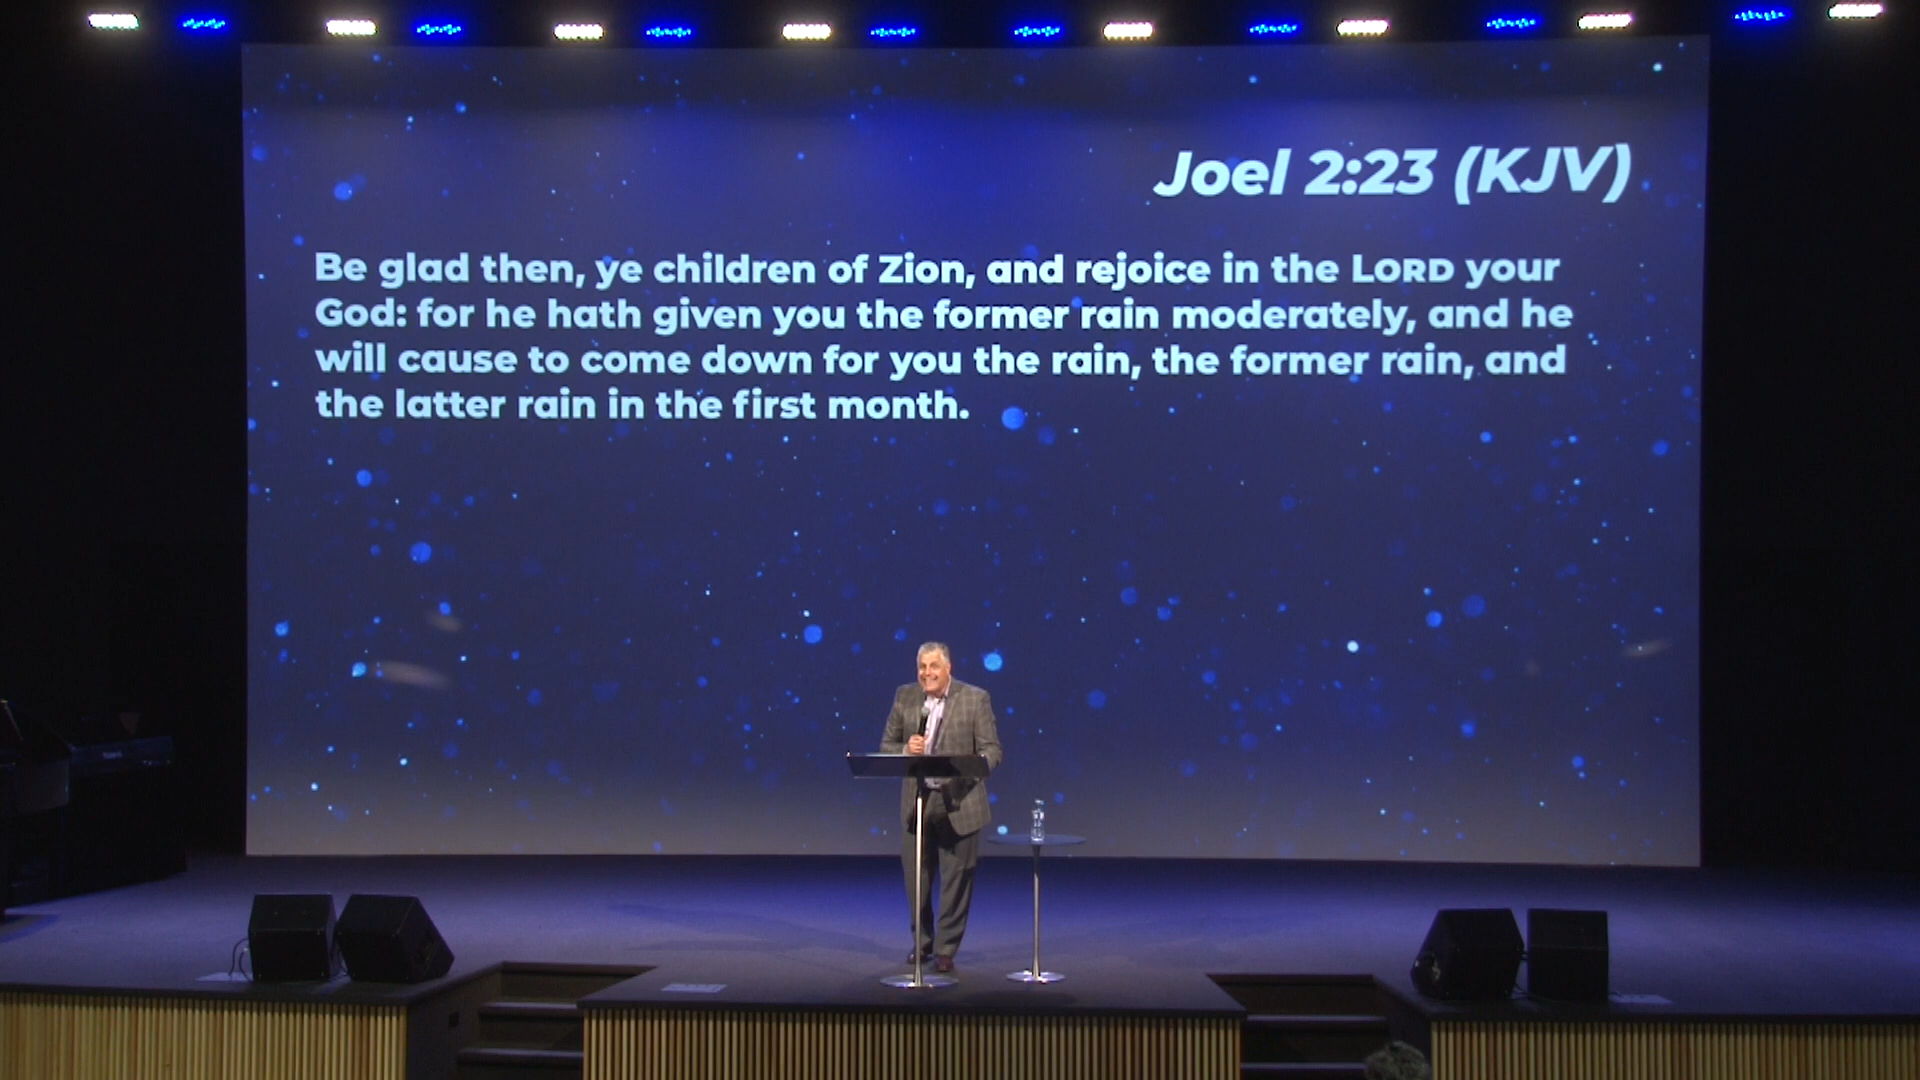 Joel 2:23 (KJV)
Be glad then, ye children of Zion, and rejoice in the LORD your
God: for he hath given you the former rain moderately, and he
will cause to come down for you the rain, the former rain, and
the latter rain in the first month.